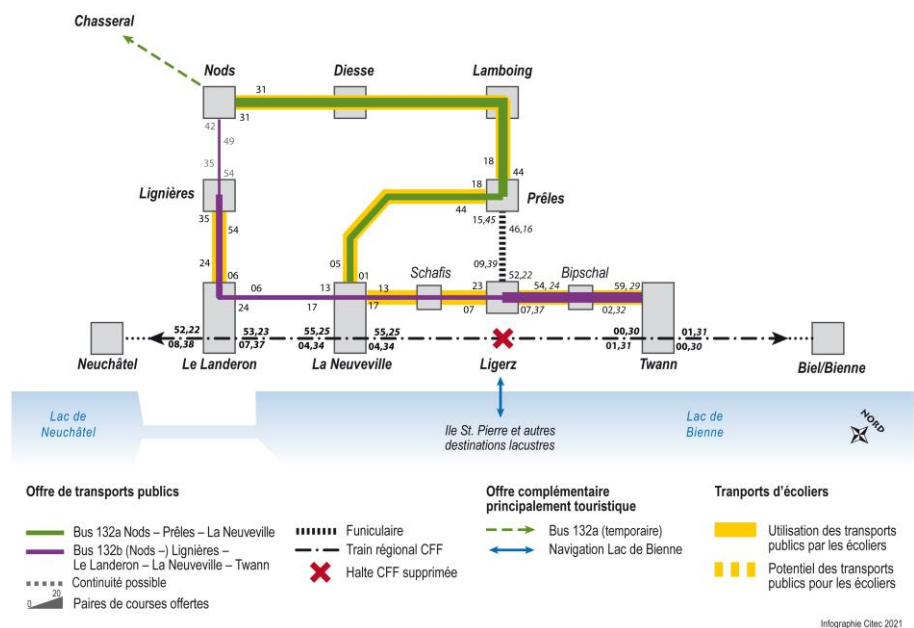 Chasseral
Nods
Diesse
Lamboing
31
31
42
49
35
54
18
44
18
44
Lignières
Prêles
35
54
15,45
46,16
24
06
05
01
Schafis
09,39
52,22
Bipschal
06
13
13
23
54, 24
59, 29
24
17
17
07
07,37
02,32
52,22
53,23
55,25
55,25
00,30
01,31
08,38
07,37
04,34
04,34
01,31
00,30
Neuchâtel
Le Landeron
La Neuveville
Ligerz
Twann
Biel/Bienne
Lac de
Neuchâtel
Ile St. Pierre et autres
destinations lacustres
Lac de
Bienne
NORD
Offre de transports publics
Bus 132a Nods – Prêles – La Neuveville
Bus 132b (Nods –) Lignières –
Le Landeron – La Neuveville – Twann
Continuité possible
0 20 Paires de courses offertes
Funiculaire
Train régional CFF
Halte CFF supprimée
Offre complémentaire
principalement touristique
Bus 132a (temporaire)
Navigation Lac de Bienne
Tranports d'écoliers
Utilisation des transports
publics par les écoliers
Potentiel des transports
publics pour les écoliers
Infographie Citec 2021